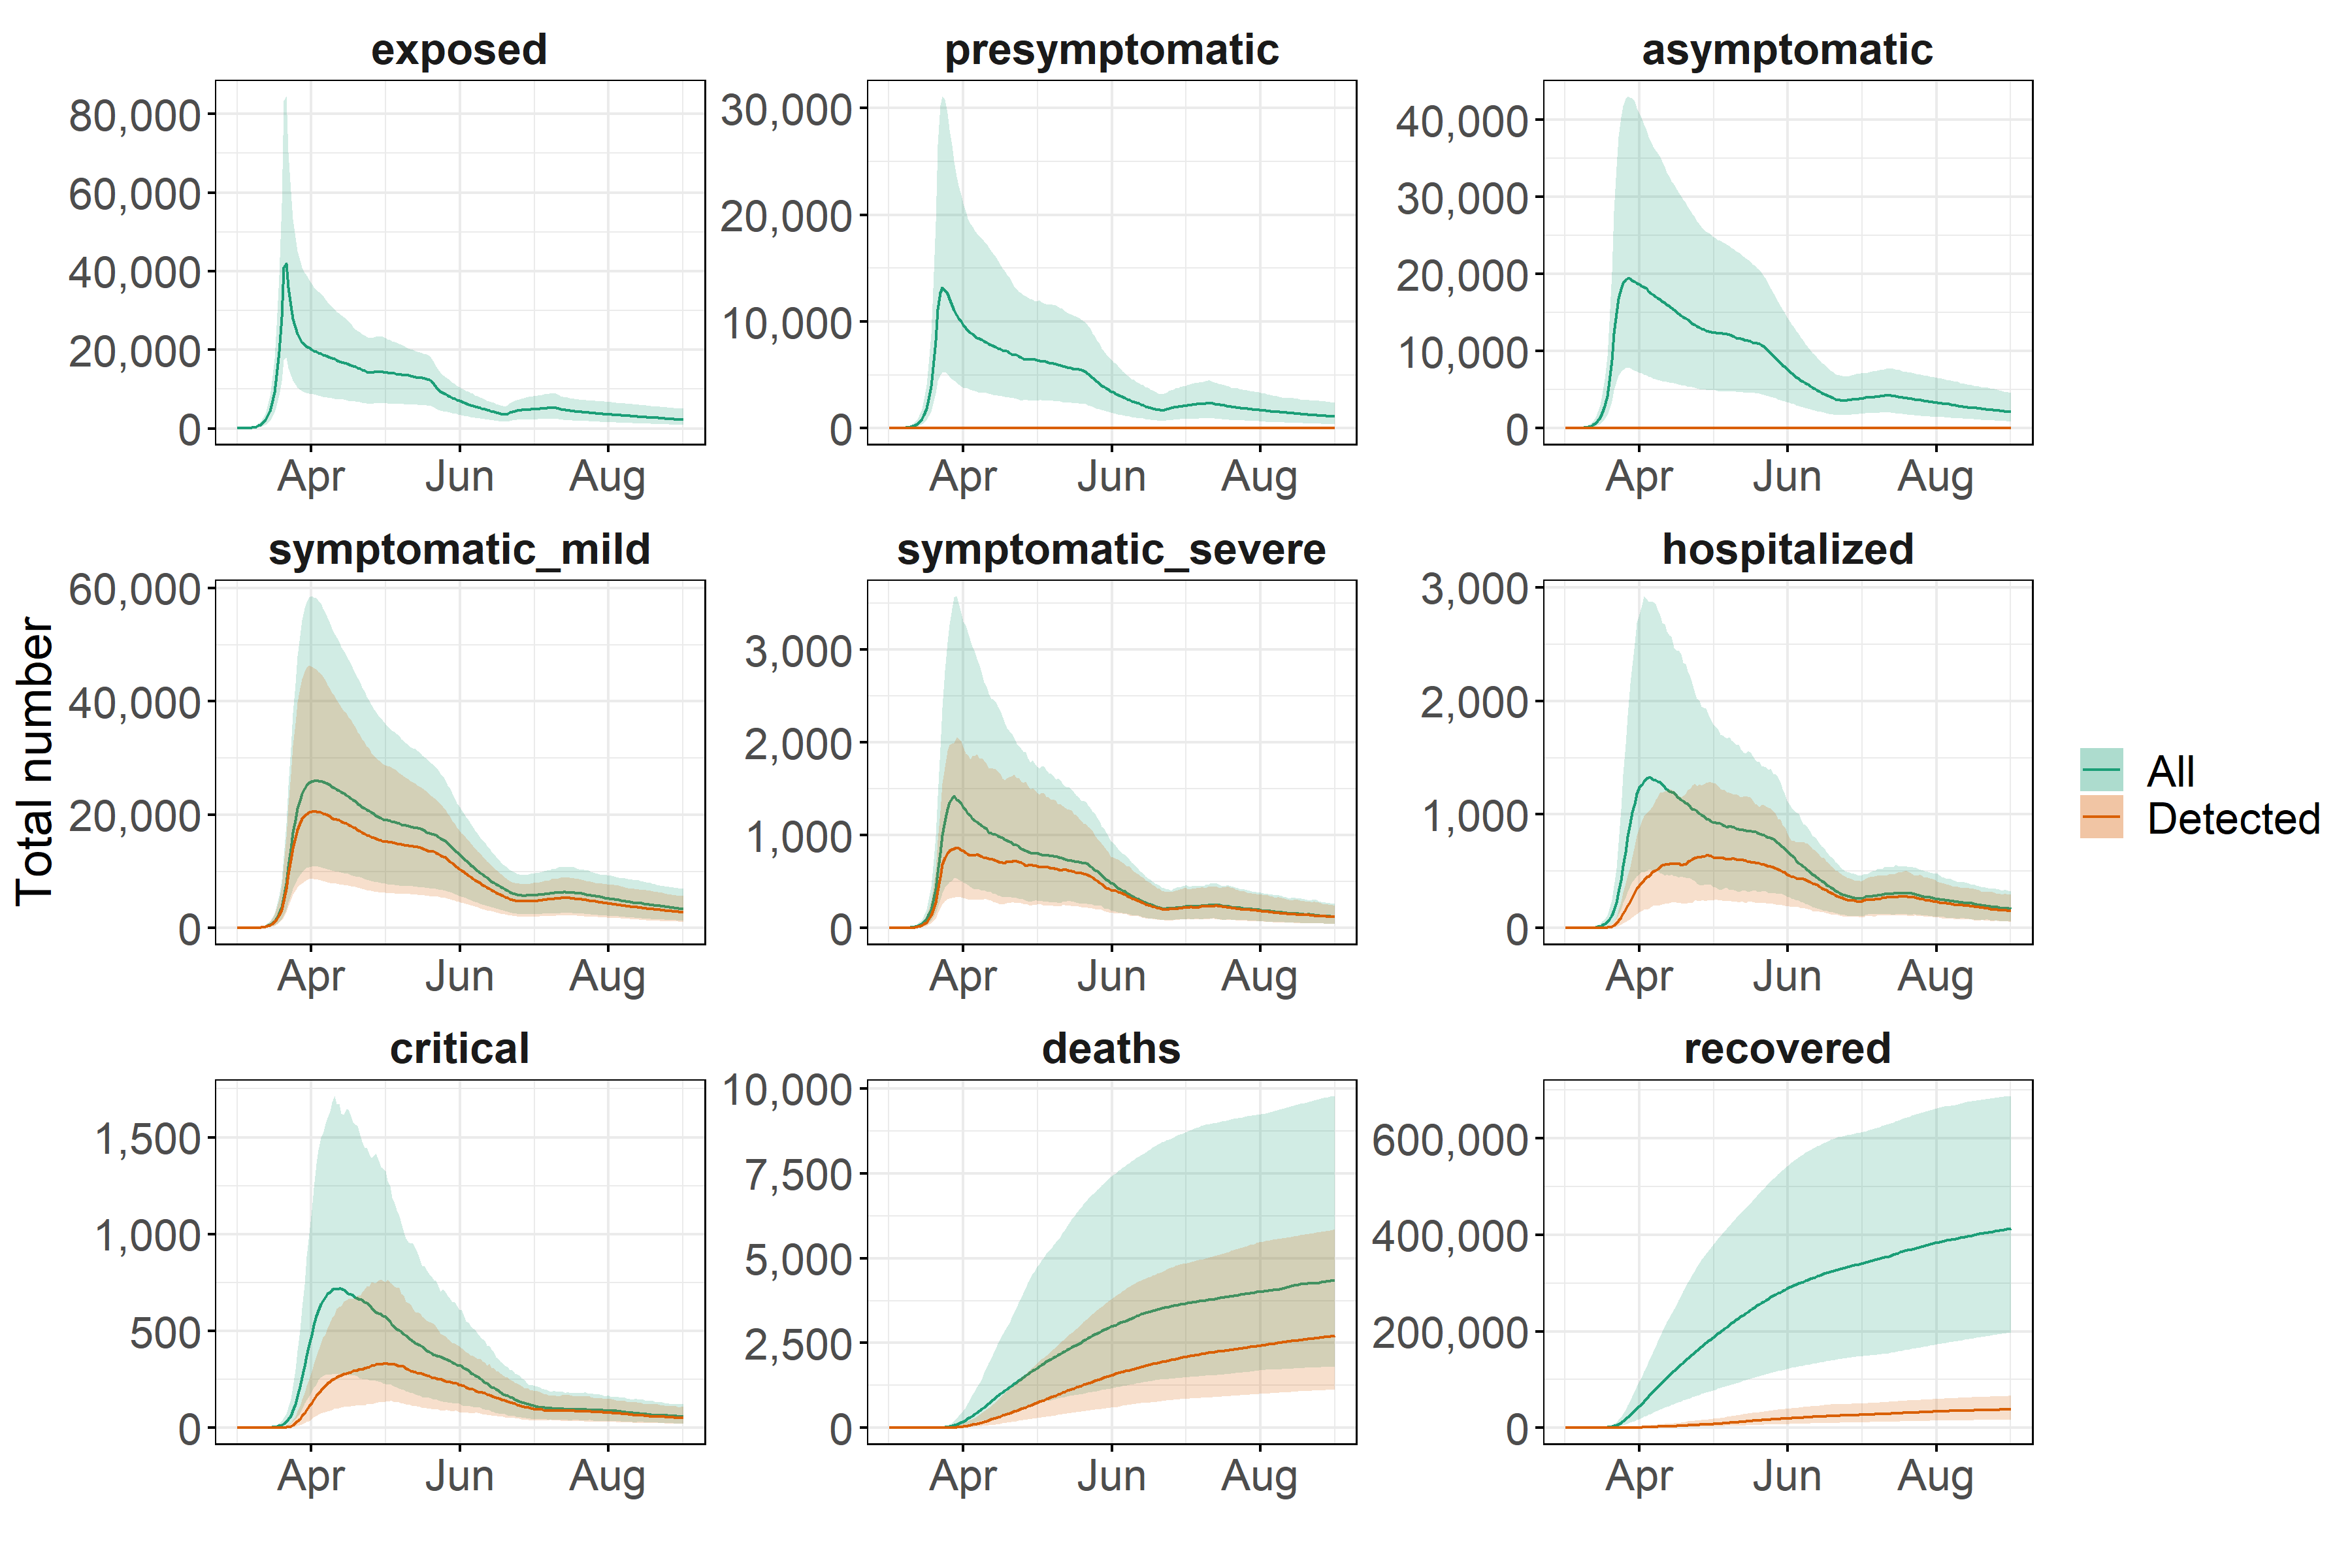 exposed
presymptomatic
asymptomatic
80,000
60,000
40,000
20,000
0
30,000
20,000
10,000
0
40,000
30,000
20,000
10,000
0
Apr Jun Aug
Apr Jun Aug
Apr Jun Aug
symptomatic_mild
symptomatic_severe
hospitalized
Total number
60,000
40,000
20,000
0
3,000
2,000
1,000
0
3,000
2,000
1,000
0
Apr Jun Aug
Apr Jun Aug
Apr Jun Aug
All
Detected
critical
deaths
recovered
1,500
1,000
500
0
10,000
7,500
5,000
2,500
0
600,000
400,000
200,000
0
Apr Jun Aug
Apr Jun Aug
Apr Jun Aug